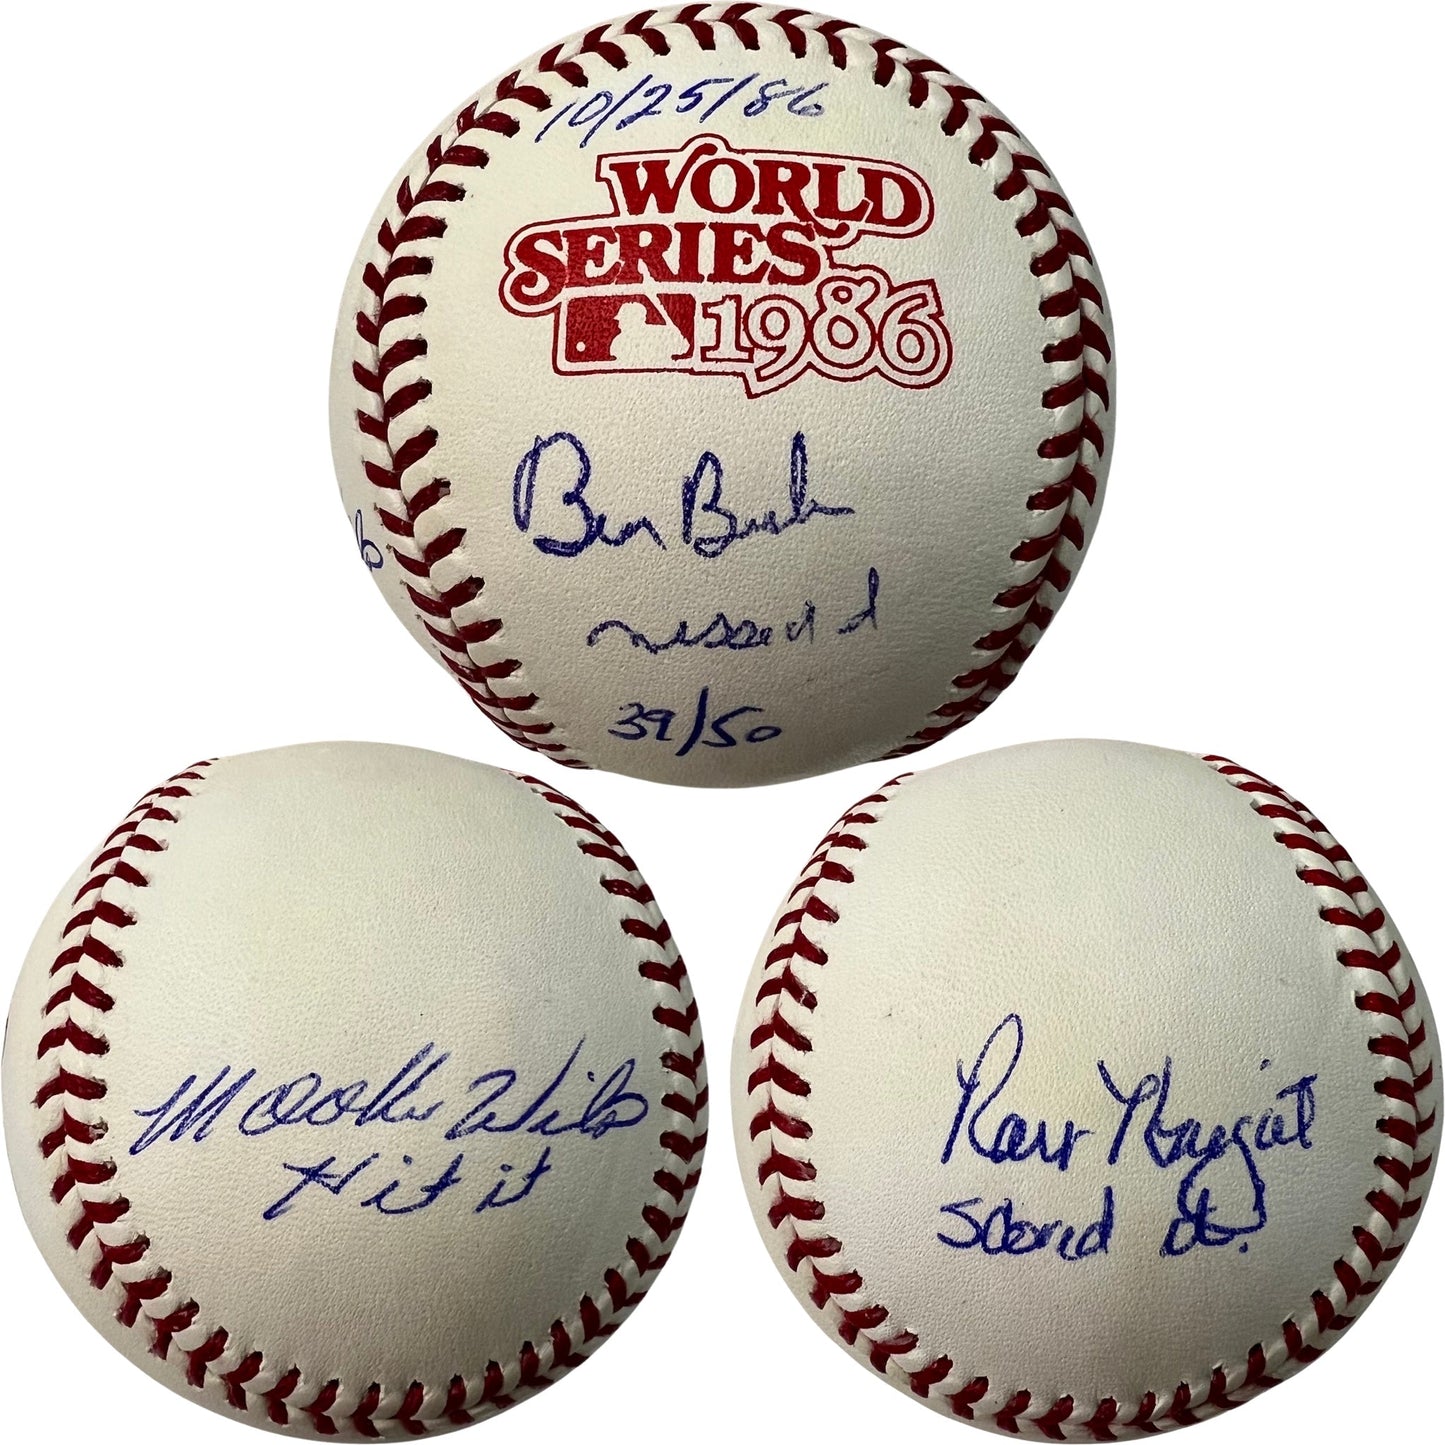 10/25/86
WORLD
SERIES
1986
Bill Buckner
missed it
39/50
Mookie Wilson
Hit it
Ray Knight
Scored it.